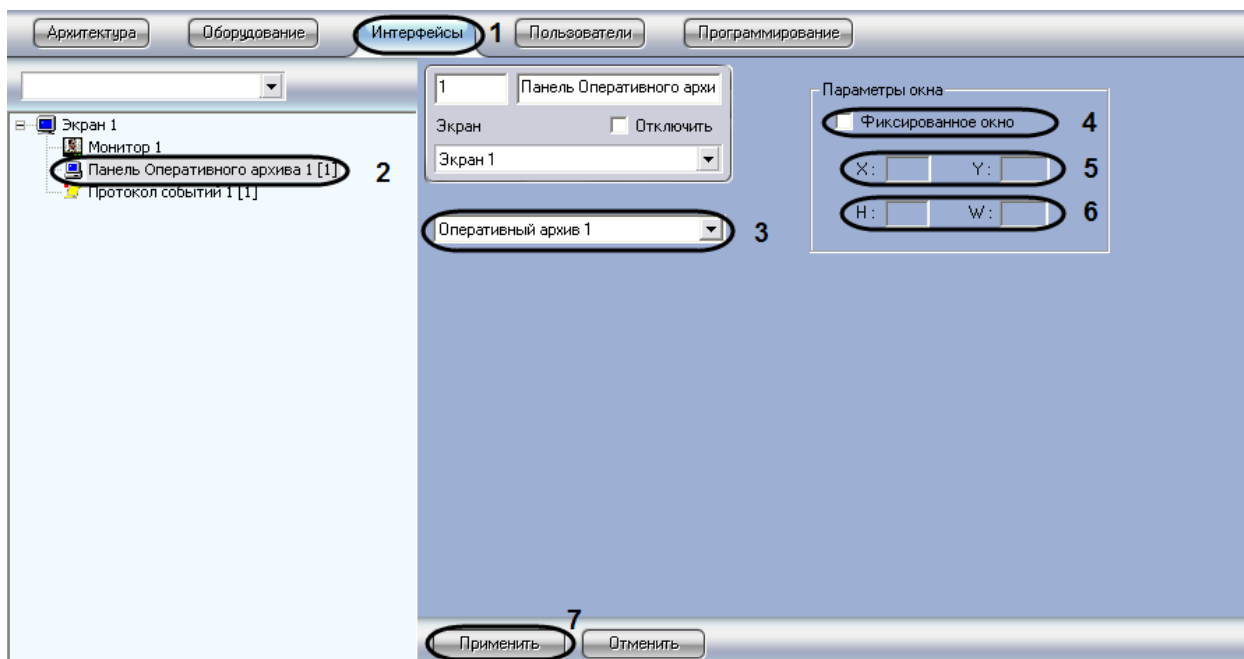 Архитектура Оборудование Интерфейсы 1 Пользователи Программирование
Экран 1
Монитор 1
Панель Оперативного архива 1 [1] 2
Протокол событий 1 [1]
1 Панель Оперативного архи
Экран Отключить
Экран 1
Оперативный архив 1 3
Параметры окна
Фиксированное окно 4
X: Y: 5
H: W: 6
7
Применить Отменить